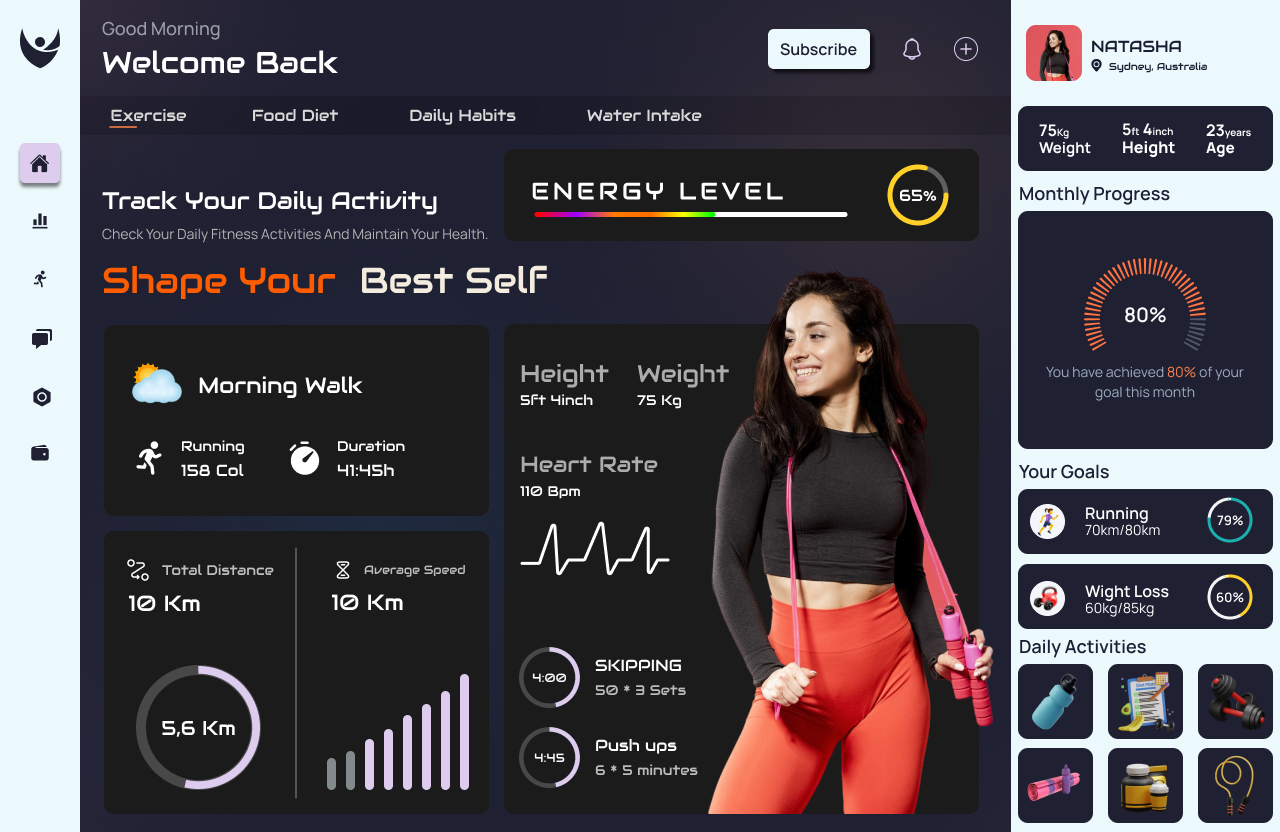 Good Morning
Welcome Back
Subscribe
Exercise
Food Diet
Daily Habits
Water Intake
Track Your Daily Activity
Check Your Daily Fitness Activities And Maintain Your Health.
ENERGY LEVEL
65%
Shape Your Best Self
Morning Walk
Running
158 Col
Duration
41:45h
Total Distance
10 Km
Average Speed
10 Km
5,6 Km
Height
5ft 4inch
Weight
75 Kg
Heart Rate
110 Bpm
4:00
SKIPPING
50 * 3 Sets
4:45
Push ups
6 * 5 minutes
NATASHA
Sydney, Australia
75Kg
Weight
5ft 4inch
Height
23years
Age
Monthly Progress
80%
You have achieved 80% of your
goal this month
Your Goals
Running
70km/80km
79%
Wight Loss
60kg/85kg
60%
Daily Activities